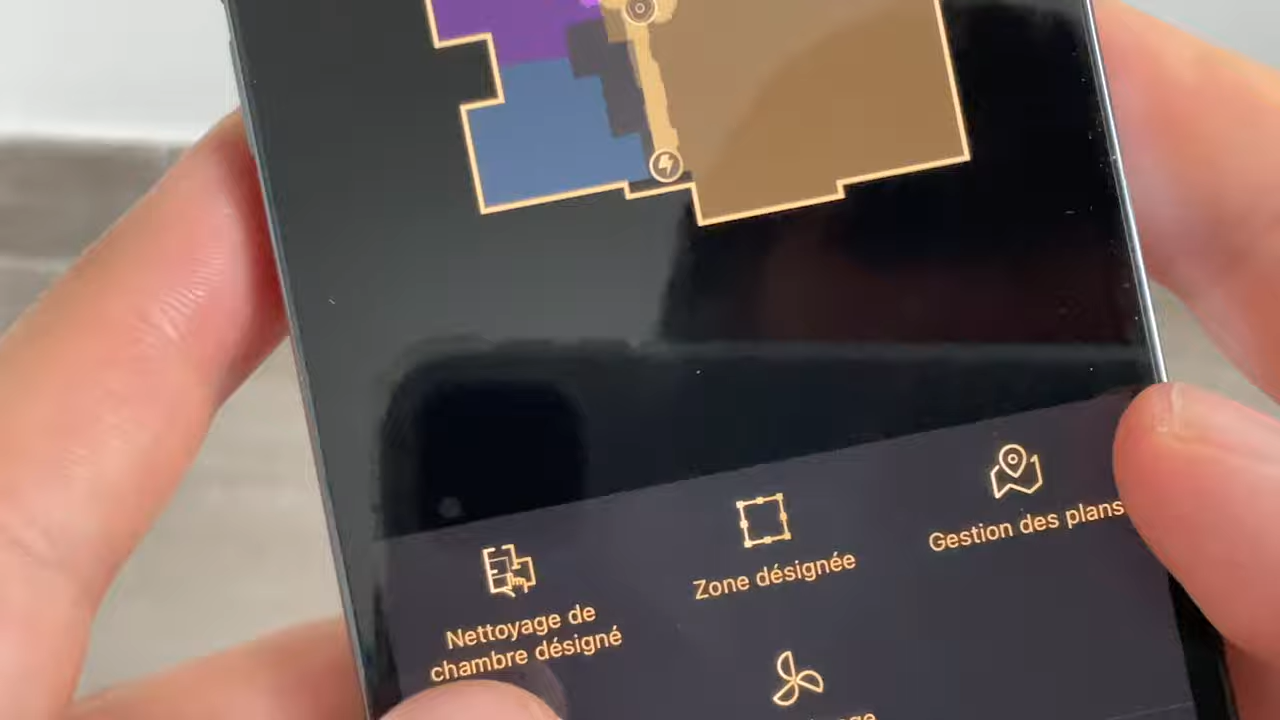 Nettoyage de
chambre désigné
Zone désignée
Gestion des plans